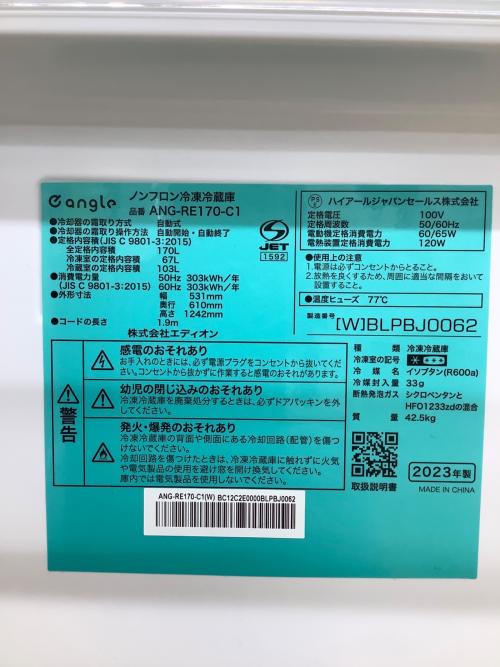 angle ノンフロン冷凍冷蔵庫
品番 ANG-RE170-C1
●冷却器の霜取り方式 自動式
●冷却器の霜取り操作方法 自動開始・自動終了
●定格内容積(JIS C 9801-3:2015)
全定格内容積 170L
冷凍室の定格内容積 67L
冷蔵室の定格内容積 103L
●消費電力量 50Hz 303kWh/年
(JIS C 9801-3:2015) 60Hz 303kWh/年
●外形寸法 幅 531mm
奥行 610mm
高さ 1242mm
●コードの長さ 1.9m
株式会社エディオン
S
JET
1592
PS
E
ハイアールジャパンセールス株式会社
定格電圧 100V
定格周波数 50/60Hz
電動機定格消費電力 60/65W
電熱装置定格消費電力 120W
●使用上の注意
1.電源は必ずコンセントからとること。
2.放熱を良くするため、周囲に適当な間隔をおいて
設置すること。
●温度ヒューズ 77℃
製造番号 [W]BLPBJ0062
警告
感電のおそれあり
お手入れのときには、必ず電源プラグをコンセントから抜いてくだ
さい。コンセントから抜かずに作業すると感電のおそれがあります。
幼児の閉じ込めのおそれあり
冷凍冷蔵庫を廃棄処分するときは、必ずドアパッキンを外
してください。
発火・爆発のおそれあり
冷凍冷蔵庫の背面や側面にある冷却回路(配管)を傷つ
けないでください。
冷却回路を傷つけたときは、冷凍冷蔵庫に触れずに火気
や電気製品の使用を避け窓を開け換気してください。
庫内では電気製品を使用しないでください。
種類 冷凍冷蔵庫
冷凍室の記号
冷媒 イソブタン(R600a)
冷媒封入量 33g
断熱発泡ガス シクロペンタンと
HFO1233zdの混合
質量 42.5kg
2023年製
取扱説明書 MADE IN CHINA
ANG-RE170-C1(W) BC12C2E0000BLPBJ0062